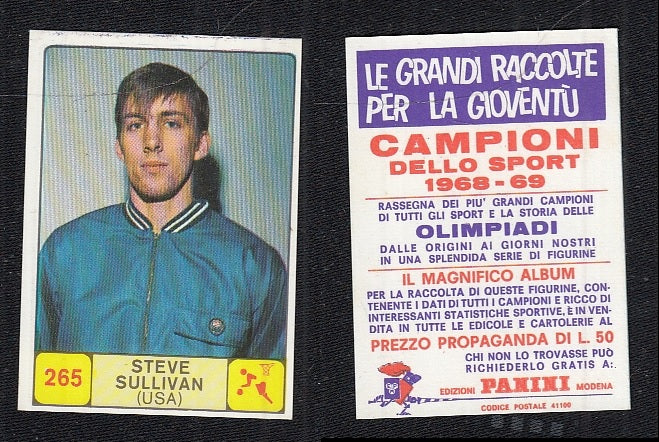 265
STEVE
SULLIVAN
(USA)
LE GRANDI RACCOLTE
PER LA GIOVENTÙ
CAMPIONI
DELLO SPORT
1968-69
RASSEGNA DEI PIU' GRANDI CAMPIONI
DI TUTTI GLI SPORT E LA STORIA DELLE
OLIMPIADI
DALLE ORIGINI AI GIORNI NOSTRI
IN UNA SPLENDIDA SERIE DI FIGURINE
IL MAGNIFICO ALBUM
PER LA RACCOLTA DI QUESTE FIGURINE, CON-
TENENTE I DATI DI TUTTI I CAMPIONI E RICCO DI
INTERESSANTI STATISTICHE SPORTIVE, È IN VEN-
DITA IN TUTTE LE EDICOLE E CARTOLERIE AL
PREZZO PROPAGANDA DI L. 50
CHI NON LO TROVASSE PUÒ
RICHIEDERLO GRATIS A:
EDIZIONI PANINI MODENA
CODICE POSTALE 41100